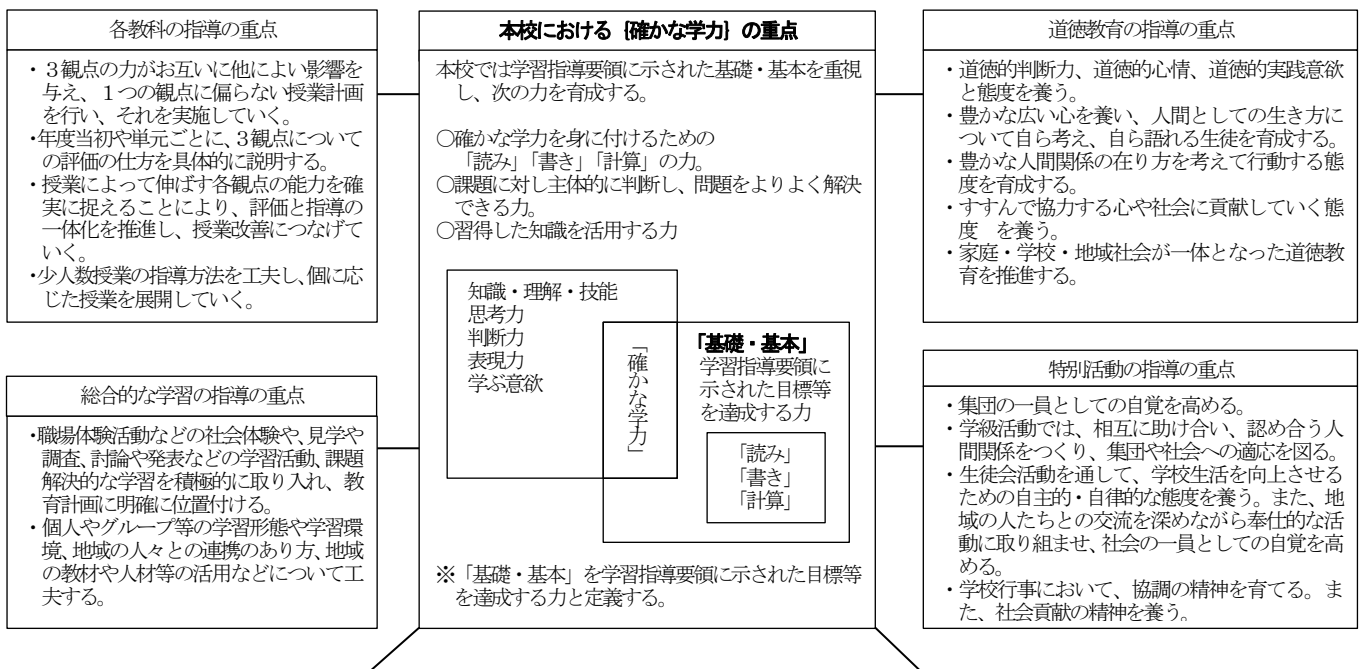 各教科の指導の重点
・３観点の力がお互いに他によい影響を
与え、１つの観点に偏らない授業計画
を行い、それを実施していく。
・年度当初や単元ごとに、3観点について
の評価の仕方を具体的に説明する。
・授業によって伸ばす各観点の能力を確
実に捉えることにより、評価と指導の
一体化を推進し、授業改善につなげて
いく。
・少人数授業の指導方法を工夫し、個に応
じた授業を展開していく。
総合的な学習の指導の重点
・職場体験活動などの社会体験や、見学や
調査、討論や発表などの学習活動、課題
解決的な学習を積極的に取り入れ、教
育計画に明確に位置付ける。
・個人やグループ等の学習形態や学習環
境、地域の人々との連携のあり方、地域
の教材や人材等の活用などについて工
夫する。
本校における｛確かな学力｝の重点
本校では学習指導要領に示された基礎・基本を重視
し、次の力を育成する。
○確かな学力を身に付けるための
「読み」「書き」「計算」の力。
○課題に対し主体的に判断し、問題をよりよく解決
できる力。
○習得した知識を活用する力
知識・理解・技能
思考力
判断力
表現力
学ぶ意欲
「確かな学力」
「基礎・基本」
学習指導要領に
示された目標等
を達成する力
「読み」
「書き」
「計算」
※「基礎・基本」を学習指導要領に示された目標等
を達成する力と定義する。
道徳教育の指導の重点
・道徳的判断力、道徳的心情、道徳的実践意欲
と態度を養う。
・豊かな広い心を養い、人間としての生き方に
ついて自ら考え、自ら語れる生徒を育成する。
・豊かな人間関係の在り方を考えて行動する態
度を育成する。
・すすんで協力する心や社会に貢献していく態
度　を養う。
・家庭・学校・地域社会が一体となった道徳教
育を推進する。
特別活動の指導の重点
・集団の一員としての自覚を高める。
・学級活動では、相互に助け合い、認め合う人
間関係をつくり、集団や社会への適応を図る。
・生徒会活動を通して、学校生活を向上させる
ための自主的・自律的な態度を養う。また、地
域の人たちとの交流を深めながら奉仕的な活
動に取り組ませ、社会の一員としての自覚を高
める。
・学校行事において、協調の精神を育てる。ま
た、社会貢献の精神を養う。